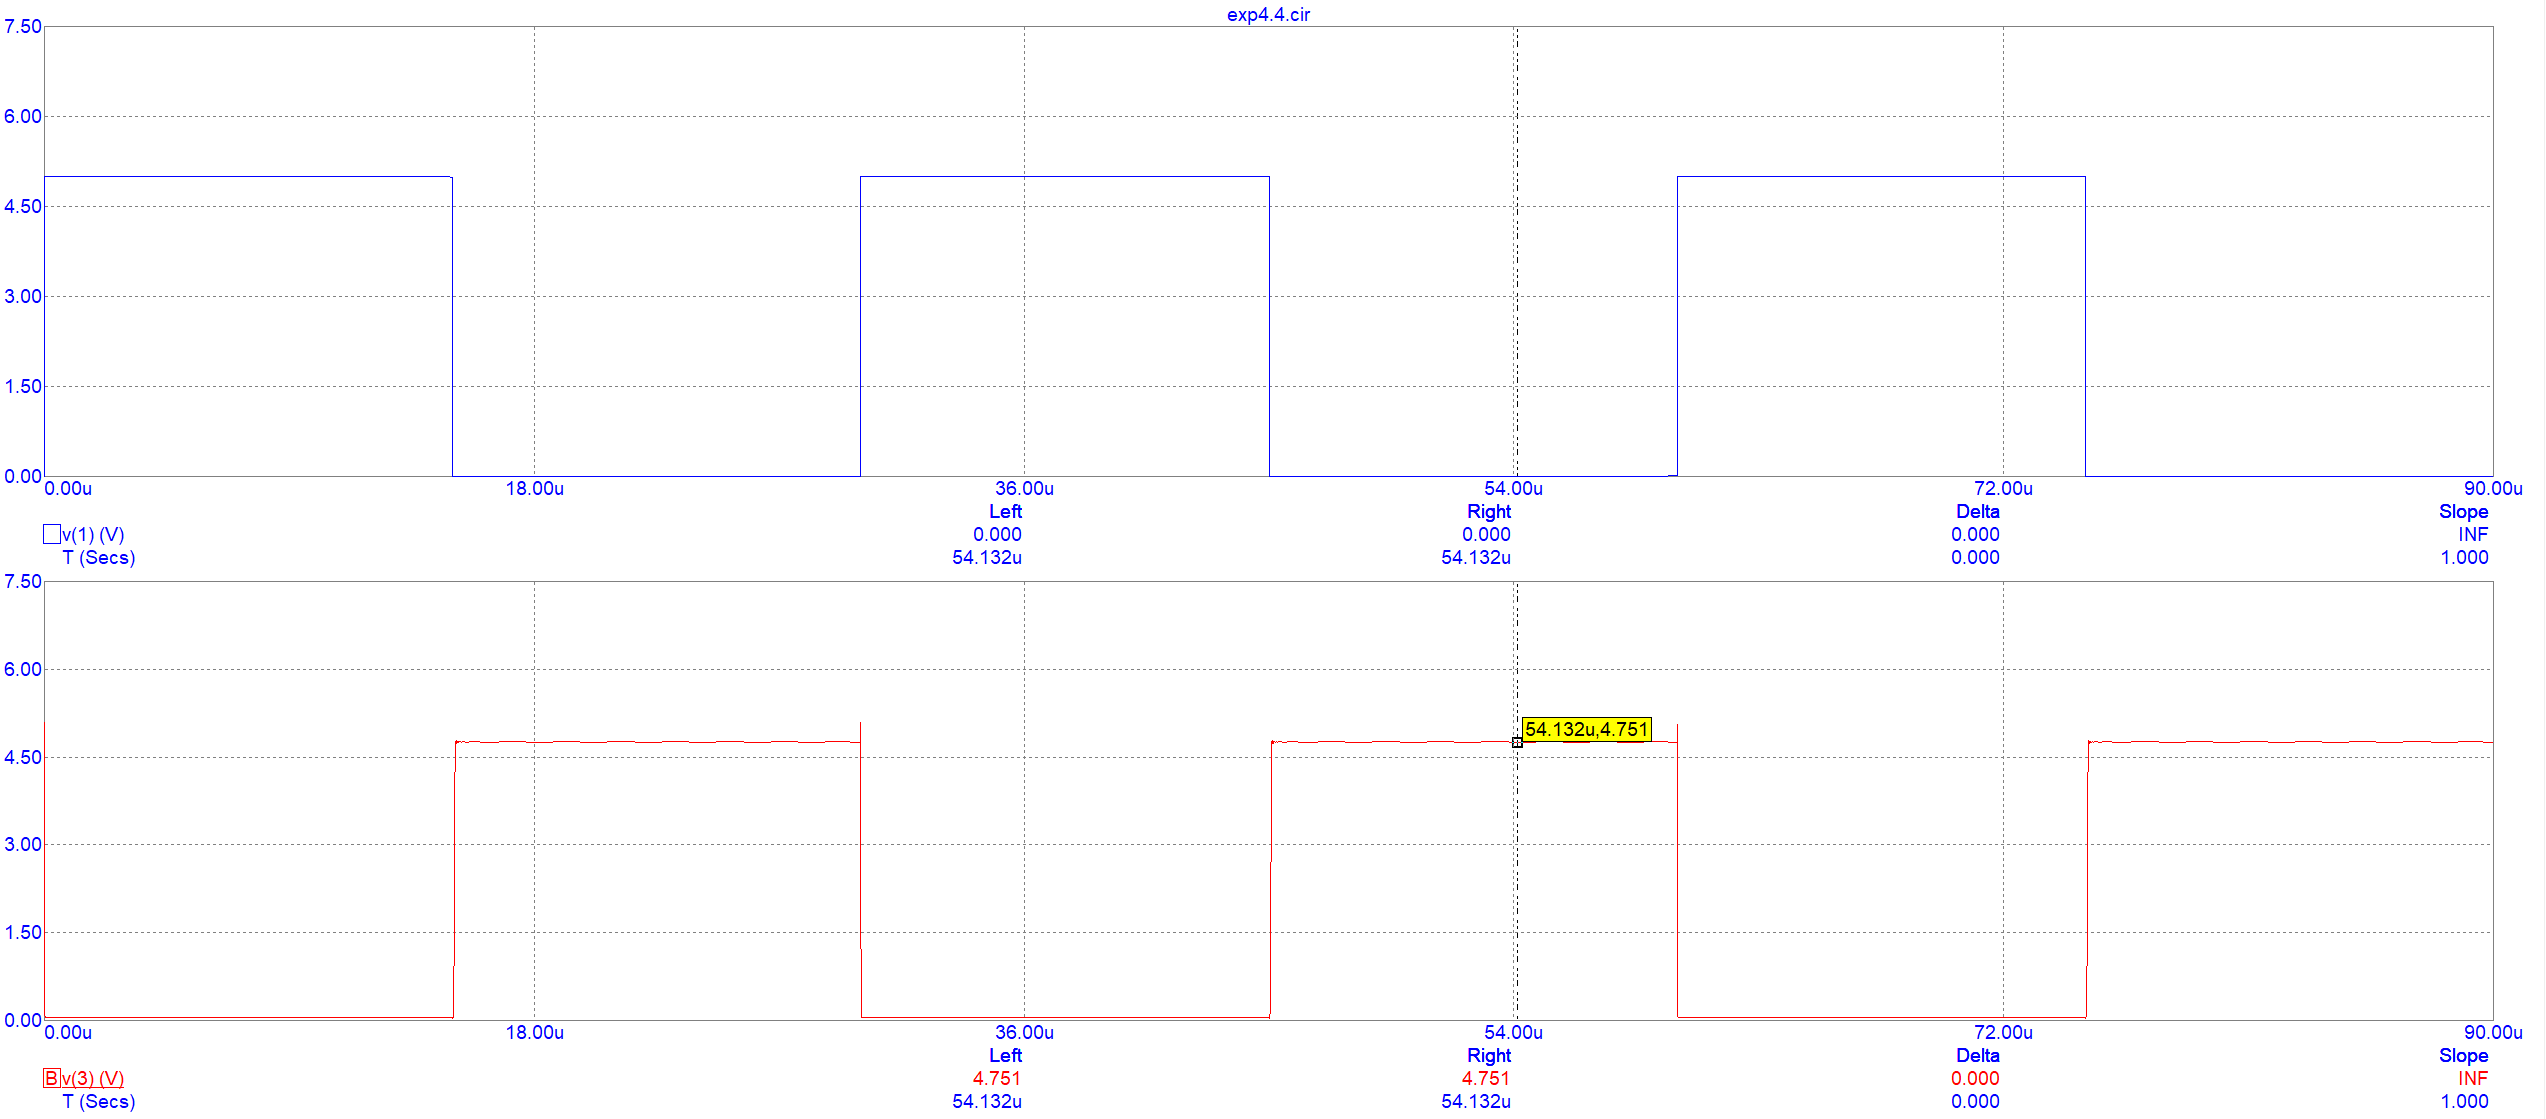 exp4.4.cir
7.50
6.00
4.50
3.00
1.50
0.00
0.00u 18.00u 36.00u 54.00u 72.00u 90.00u
Left Right Delta Slope
v(1) (V) 0.000 0.000 0.000 INF
T (Secs) 54.132u 54.132u 0.000 1.000
7.50
6.00
54.132u,4.751
4.50
3.00
1.50
0.00
0.00u 18.00u 36.00u 54.00u 72.00u 90.00u
Left Right Delta Slope
B v(3) (V) 4.751 4.751 0.000 INF
T (Secs) 54.132u 54.132u 0.000 1.000